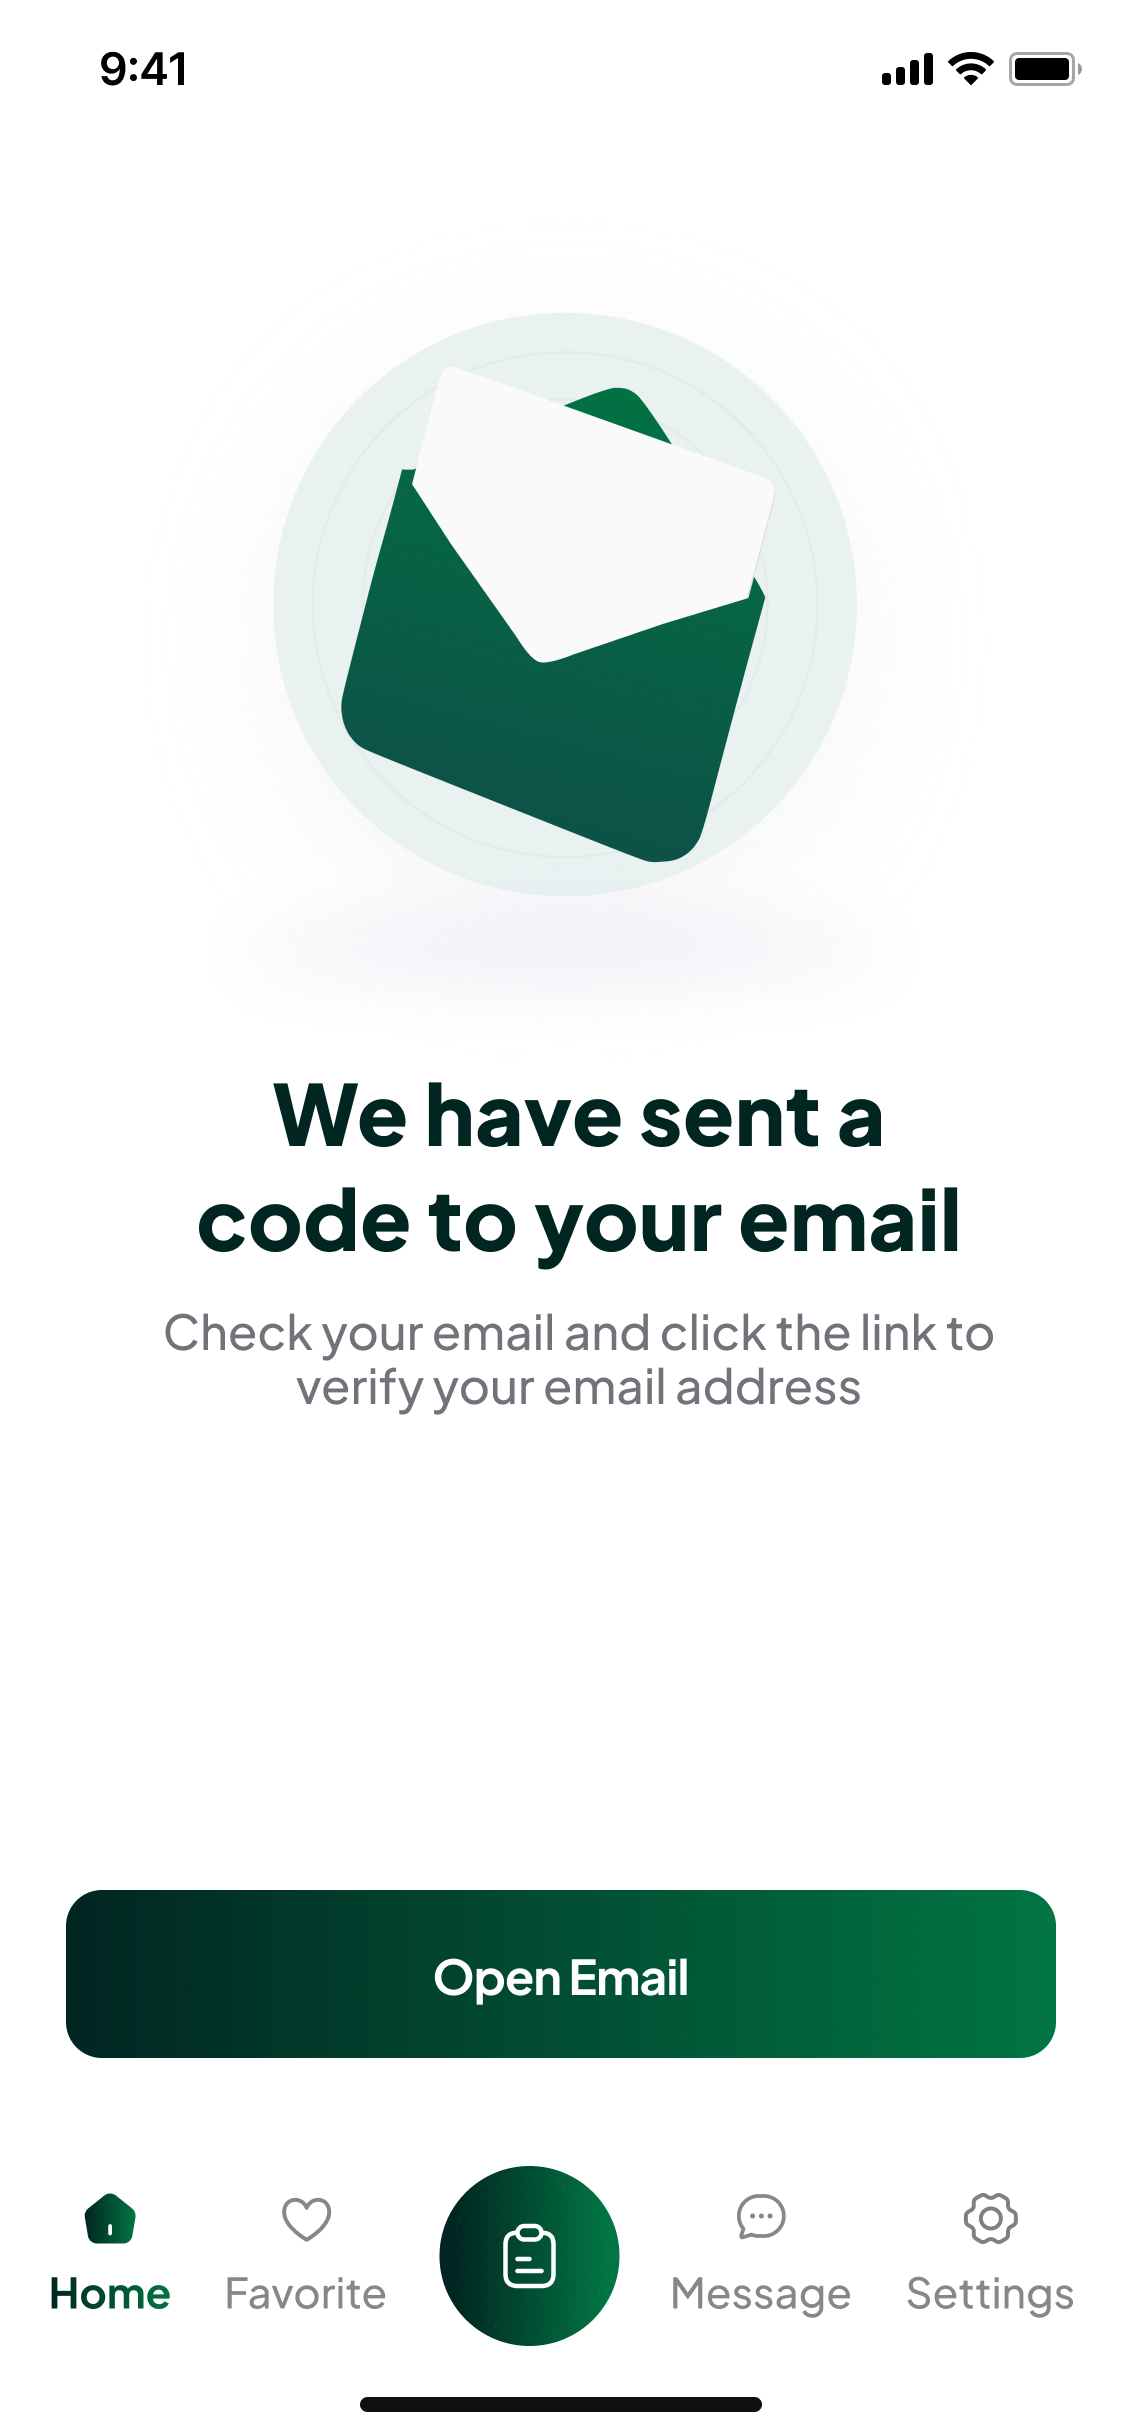 9:41
We have sent a
code to your email
Check your email and click the link to
verify your email address
Open Email
Home
Favorite
Message
Settings